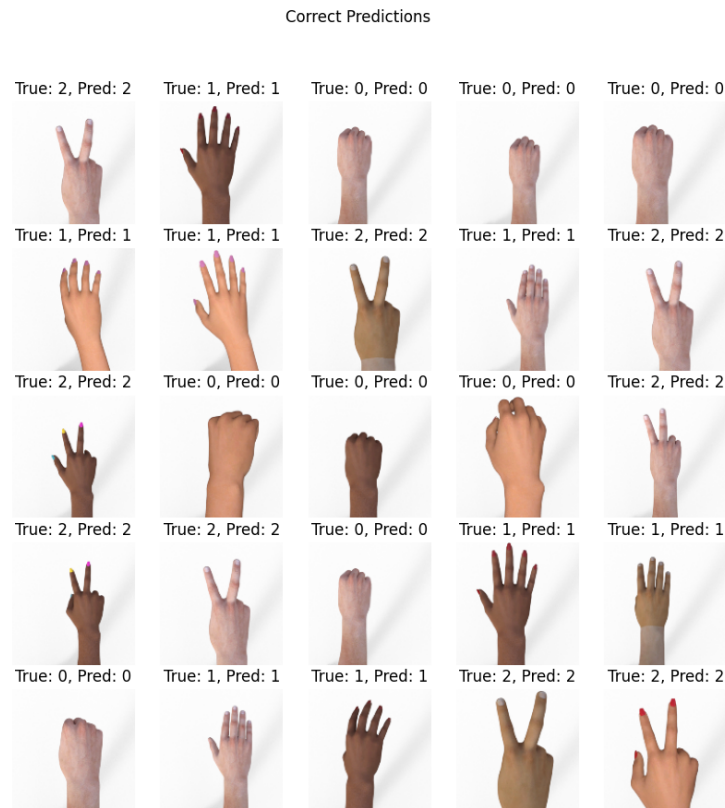 Correct Predictions
True: 2, Pred: 2 True: 1, Pred: 1 True: 0, Pred: 0 True: 0, Pred: 0 True: 0, Pred: 0
True: 1, Pred: 1 True: 1, Pred: 1 True: 2, Pred: 2 True: 1, Pred: 1 True: 2, Pred: 2
True: 2, Pred: 2 True: 0, Pred: 0 True: 0, Pred: 0 True: 0, Pred: 0 True: 2, Pred: 2
True: 2, Pred: 2 True: 2, Pred: 2 True: 0, Pred: 0 True: 1, Pred: 1 True: 1, Pred: 1
True: 0, Pred: 0 True: 1, Pred: 1 True: 1, Pred: 1 True: 2, Pred: 2 True: 2, Pred: 2